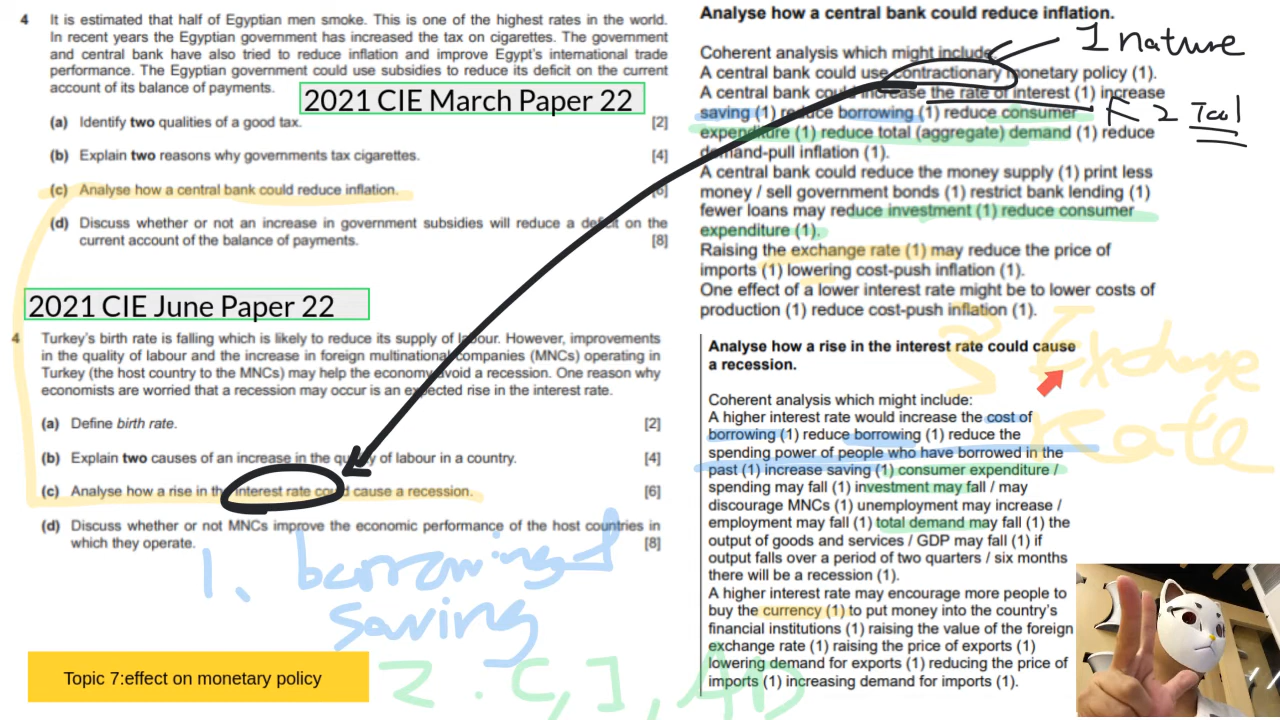 4 It is estimated that half of Egyptian men smoke. This is one of the highest rates in the world.
In recent years the Egyptian government has increased the tax on cigarettes. The government
and central bank have also tried to reduce inflation and improve Egypt's international trade
performance. The Egyptian government could use subsidies to reduce its deficit on the current
account of its balance of payments.
2021 CIE March Paper 22
(a) Identify two qualities of a good tax. [2]
(b) Explain two reasons why governments tax cigarettes. [4]
(c) Analyse how a central bank could reduce inflation. [6]
(d) Discuss whether or not an increase in government subsidies will reduce a deficit on the
current account of the balance of payments. [8]
2021 CIE June Paper 22
4 Turkey's birth rate is falling which is likely to reduce its supply of labour. However, improvements
in the quality of labour and the increase in foreign multinational companies (MNCs) operating in
Turkey (the host country to the MNCs) may help the economy avoid a recession. One reason why
economists are worried that a recession may occur is an expected rise in the interest rate.
(a) Define birth rate. [2]
(b) Explain two causes of an increase in the quality of labour in a country. [4]
(c) Analyse how a rise in the interest rate could cause a recession. [6]
(d) Discuss whether or not MNCs improve the economic performance of the host countries in
which they operate. [8]
1. borrowing
saving
2. C, I, AD
Topic 7:effect on monetary policy
Analyse how a central bank could reduce inflation.
Coherent analysis which might include
A central bank could use contractionary monetary policy (1).
A central bank could increase the rate of interest (1) increase
saving (1) reduce borrowing (1) reduce consumer
expenditure (1) reduce total (aggregate) demand (1) reduce
demand-pull inflation (1).
A central bank could reduce the money supply (1) print less
money / sell government bonds (1) restrict bank lending (1)
fewer loans may reduce investment (1) reduce consumer
expenditure (1).
Raising the exchange rate (1) may reduce the price of
imports (1) lowering cost-push inflation (1).
One effect of a lower interest rate might be to lower costs of
production (1) reduce cost-push inflation (1).
1 nature
2 Tool
3 Exchange
Rate
Analyse how a rise in the interest rate could cause
a recession.
Coherent analysis which might include:
A higher interest rate would increase the cost of
borrowing (1) reduce borrowing (1) reduce the
spending power of people who have borrowed in the
past (1) increase saving (1) consumer expenditure /
spending may fall (1) investment may fall / may
discourage MNCs (1) unemployment may increase /
employment may fall (1) total demand may fall (1) the
output of goods and services / GDP may fall (1) if
output falls over a period of two quarters / six months
there will be a recession (1).
A higher interest rate may encourage more people to
buy the currency (1) to put money into the country's
financial institutions (1) raising the value of the foreign
exchange rate (1) raising the price of exports (1)
lowering demand for exports (1) reducing the price of
imports (1) increasing demand for imports (1).